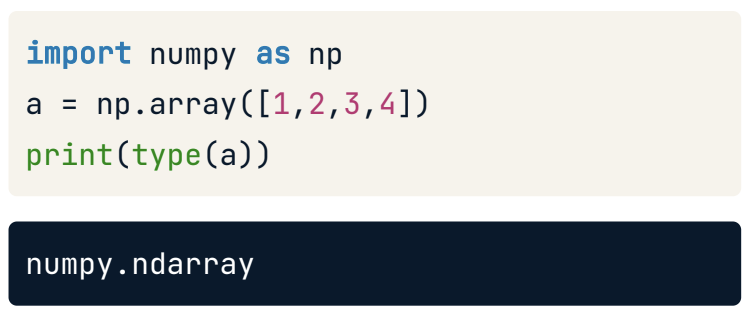 import numpy as np
a = np.array([1,2,3,4])
print(type(a))
numpy.ndarray